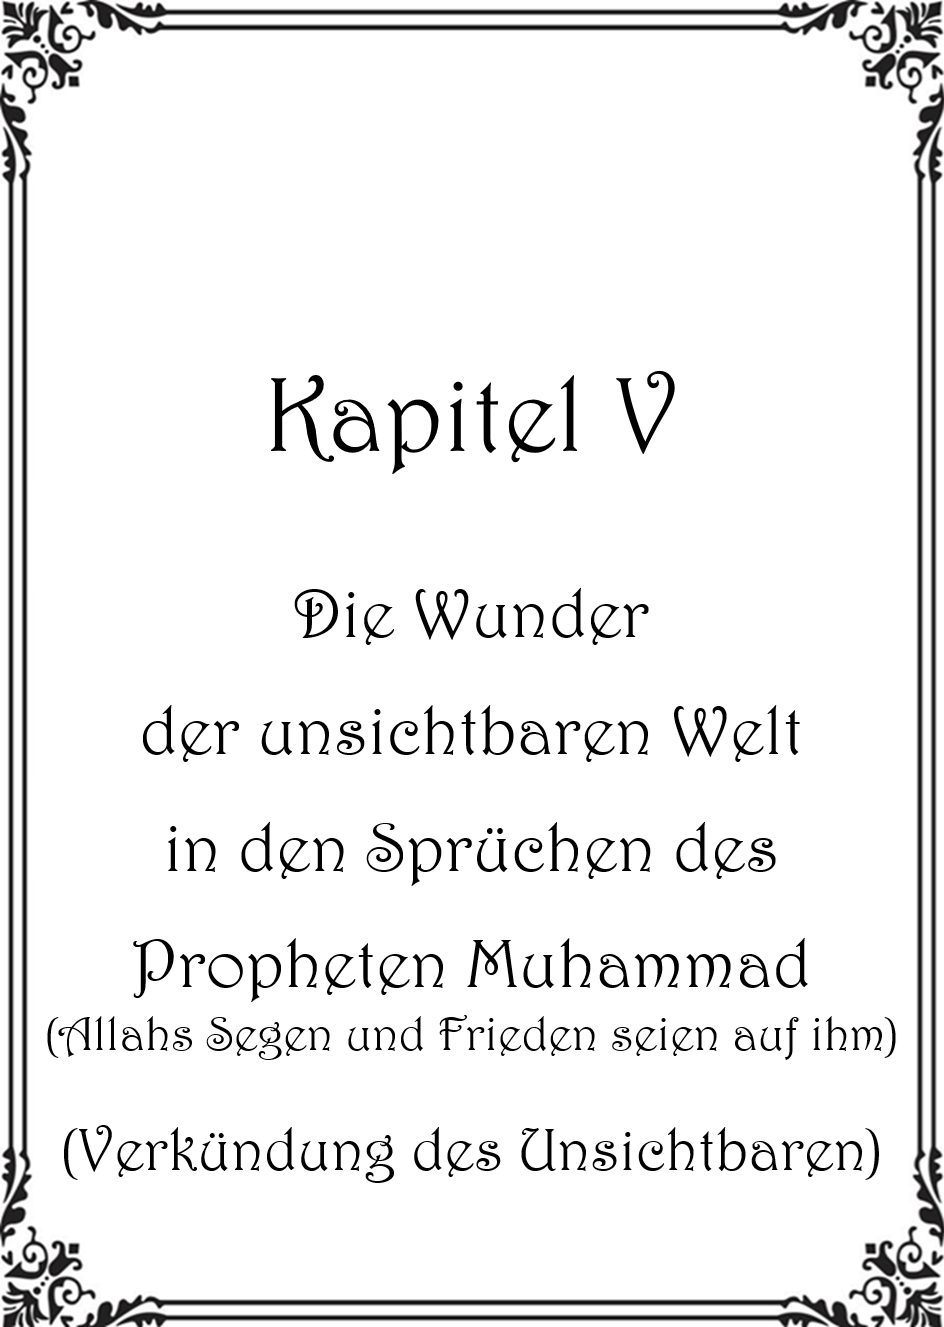 Kapitel V
Die Wunder
der unsichtbaren Welt
in den Sprüchen des
Propheten Muhammad
(Allahs Segen und Frieden seien auf ihm)
(Verkündung des Unsichtbaren)